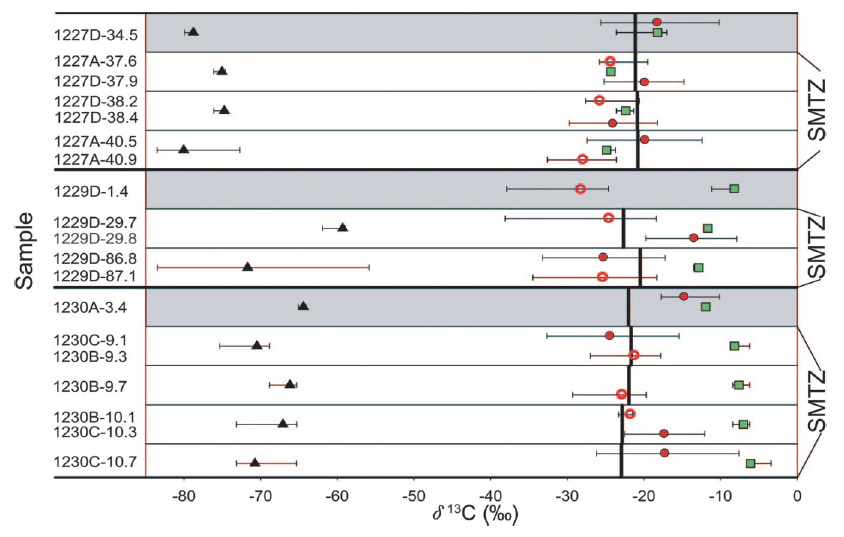 1227D-34.5
1227A-37.6
1227D-37.9
1227D-38.2
1227D-38.4
1227A-40.5
1227A-40.9
SMTZ
1229D-1.4
1229D-29.7
1229D-29.8
1229D-86.8
1229D-87.1
SMTZ
1230A-3.4
1230C-9.1
1230B-9.3
1230B-9.7
1230B-10.1
1230C-10.3
1230C-10.7
SMTZ
Sample
-80 -70 -60 -50 -40 -30 -20 -10 0
δ ¹³C (‰)